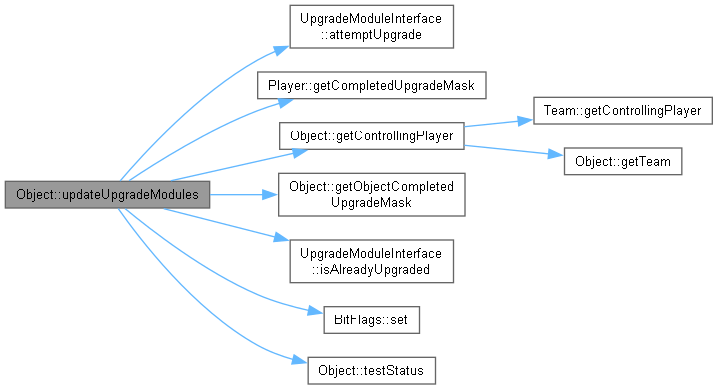 Object::updateUpgradeModules
UpgradeModuleInterface
::attemptUpgrade
Player::getCompletedUpgradeMask
Object::getControllingPlayer
Team::getControllingPlayer
Object::getTeam
Object::getObjectCompleted
UpgradeMask
UpgradeModuleInterface
::isAlreadyUpgraded
BitFlags::set
Object::testStatus